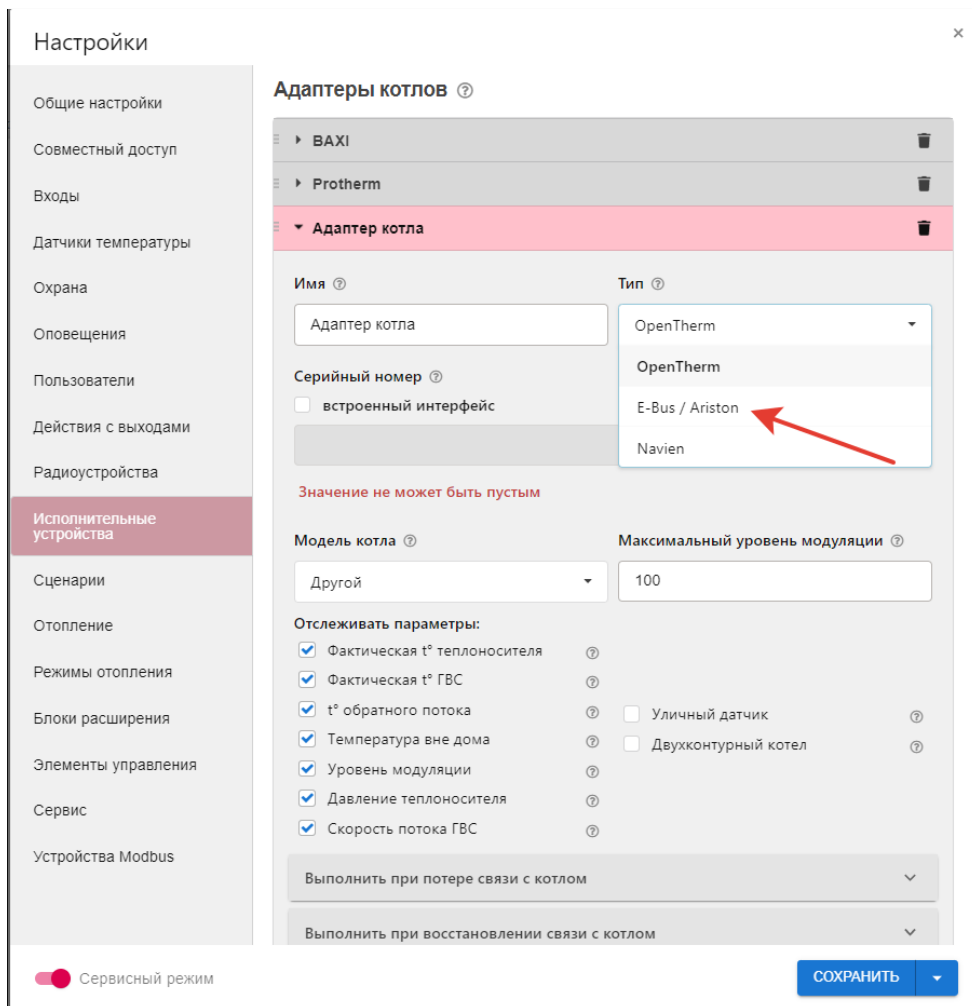 Настройки
Общие настройки
Совместный доступ
Входы
Датчики температуры
Охрана
Оповещения
Пользователи
Действия с выходами
Радиоустройства
Исполнительные
устройства
Сценарии
Отопление
Режимы отопления
Блоки расширения
Элементы управления
Сервис
Устройства Modbus
Адаптеры котлов
BAXI
Protherm
Адаптер котла
Имя
Тип
Адаптер котла
OpenTherm
OpenTherm
E-Bus / Ariston
Navien
Серийный номер
встроенный интерфейс
Значение не может быть пустым
Модель котла
Максимальный уровень модуляции
Другой
100
Отслеживать параметры:
Фактическая t° теплоносителя
Фактическая t° ГВС
t° обратного потока
Температура вне дома
Уровень модуляции
Давление теплоносителя
Скорость потока ГВС
Уличный датчик
Двухконтурный котел
Выполнить при потере связи с котлом
Выполнить при восстановлении связи с котлом
Сервисный режим
СОХРАНИТЬ